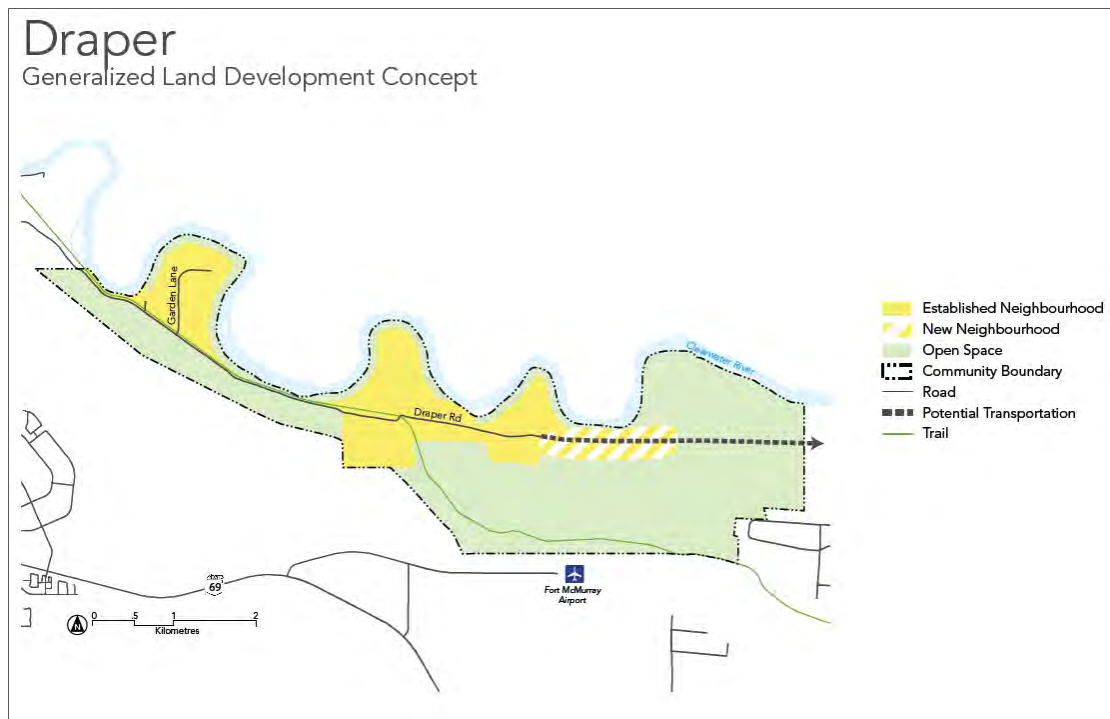 Draper
Generalized Land Development Concept
Garden Lane
Draper Rd
Clearwater River
Established Neighbourhood
New Neighbourhood
Open Space
Community Boundary
Road
Potential Transportation
Trail
69
Fort McMurray
Airport
N
0 .5 1 2
Kilometres